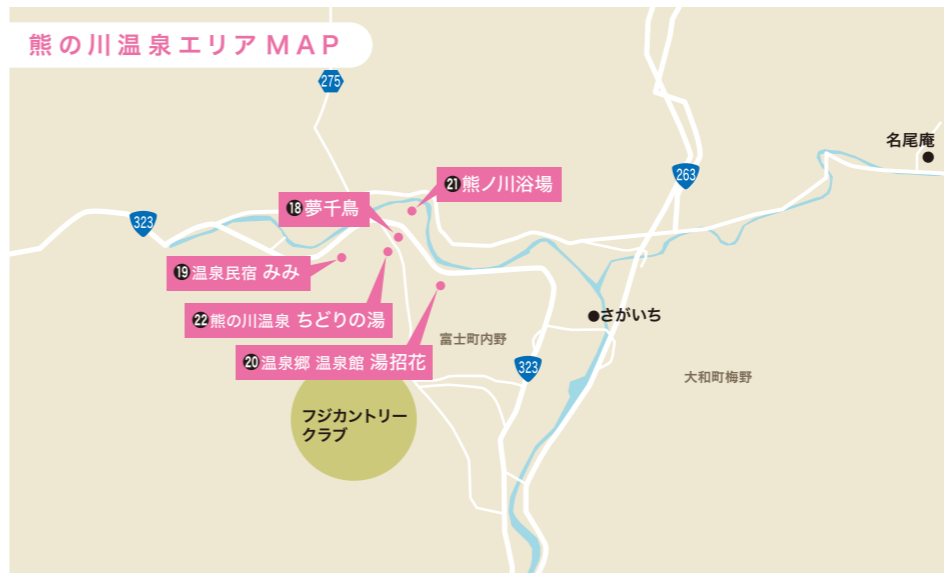 熊の川温泉エリアMAP
275
名尾庵
263
㉑熊ノ川浴場
⑱夢千鳥
323
⑲温泉民宿 みみ
㉒熊の川温泉 ちどりの湯
さがいち
富士町内野
⑳温泉郷 温泉館 湯招花
323
大和町梅野
フジカントリー
クラブ